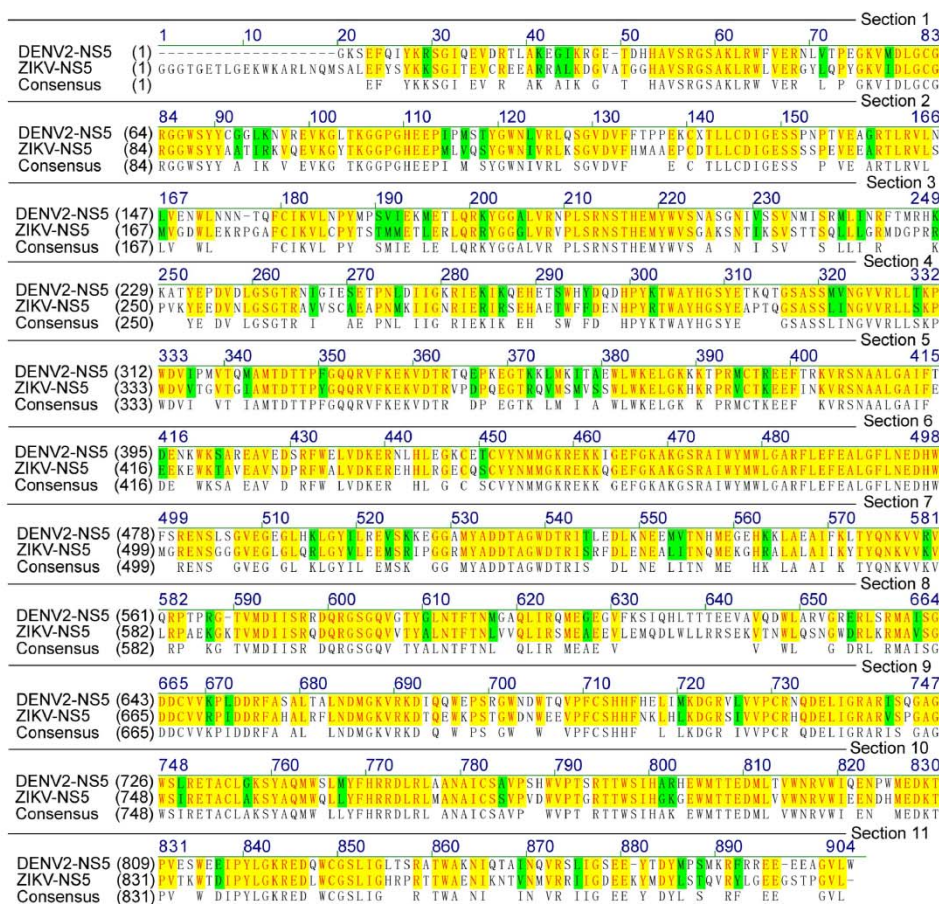 Section 1
1 10 20 30 40 50 60 70 83
DENV2-NS5 (1) --------------------GKSEFQIYKRSGIQEVDRTLAKEGIKRGE-TDHHAVSRGSAKLRWFVERNLVTPEGKVMDLGCG
ZIKV-NS5 (1) GGGTGETLGEKWKARLNQMSALEFYSYKKSGITEVCREEARRALKDGVATGGHAVSRGSAKLRWLVERGYLQPYGKVIDLGCG
Consensus (1) EF YKKSGI EV R AK AIK G T HAVSRGSAKLRW VER L P GKVIDLGCG
Section 2
84 90 100 110 120 130 140 150 166
DENV2-NS5 (64) RGGWSYYCGGLKNVREVKGLTKGGPGHEEPIPMSTYGWNLVRLQSGVDVFFTPPEKCXTLLCDIGESSPNPTVEAGRTLRVLN
ZIKV-NS5 (84) RGGWSYYAATIRKVQEVKGYTKGGPGHEEPMLVQSYGWNIVRLKSGVDVFHMAAEPCDTLLCDIGESSSSPEVEEARTLRVLS
Consensus (84) RGGWSYYA IK V EVKG TKGGPGHEEPI M SYGWNIVRL SGVDVF E C TLLCDIGESS P VE ARTLRVL
Section 3
167 180 190 200 210 220 230 249
DENV2-NS5 (147) LVENWLNNN-TQFCIKVLNPYMPSVIEKMETLQRKYGGALVRNPLSRNSTHEMYWVSNASGNIVSSVNMISRMLINRFTMRHK
ZIKV-NS5 (167) MVGDWLEKRPGAFCIKVLCPYTSTMMETLERLQRRYGGGLVRVPLSRNSTHEMYWVSGAKSNTIKSVSTTSQLLLGRMDGPRR
Consensus (167) LV WL FCIKVL PY SMIE LE LQRKYGGALVR PLSRNSTHEMYWVS A N I SV S LLI R K
Section 4
250 260 270 280 290 300 310 320 332
DENV2-NS5 (229) KATYEPDVDLGSGTRNIGIESETPNLDIIGKRIEKIKQEHETSWHYDQDHPYKTWAYHGSYETKQTGSASSMVNGVVRLLTKP
ZIKV-NS5 (250) PVKYEEDVNLGSGTRAVVSCAEAPNMKIIGNRIERIRSEHAETWFFDENHPYRTWAYHGSYEAPTQGSASSLINGVVRLLSKP
Consensus (250) YE DV LGSGTR I AE PNL IIG RIEKIK EH SW FD HPYKTWAYHGSYE GSASSLINGVVRLLSKP
Section 5
333 340 350 360 370 380 390 400 415
DENV2-NS5 (312) WDVIPMVTQMAMTDTTPFGQQRVFKEKVDTRTQEPKEGTKKLMKITAEWLWKELGKKKTPRMCTREEFTRKVRSNAALGAIFT
ZIKV-NS5 (333) WDVVTGVTGIAMTDTTPYGQQRVFKEKVDTRVPDPQEGTRQVMSMVSSWLWKELGKHKRPRVCTKEEFINKVRSNAALGAIFE
Consensus (333) WDVI VT IAMTDTTPFGQQRVFKEKVDTR DP EGTK LM I A WLWKELGK K PRMCTKEEF KVRSNAALGAIF
Section 6
416 430 440 450 460 470 480 498
DENV2-NS5 (395) DENKWKSAREAVEDSRFWELVDKERNLHLEGKCETCVYNMMGKREKKIGEFGKAKGSRAIWYMWLGARFLEFEALGFLNEDHW
ZIKV-NS5 (416) EEKEWKTAVEAVNDPRFWALVDKEREHHLRGECQSCVYNMMGKREKKQGEFGKAKGSRAIWYMWLGARFLEFEALGFLNEDHW
Consensus (416) DE WKSA EAV D RFW LVDKER HL G C SCVYNMMGKREKK GEFGKAKGSRAIWYMWLGARFLEFEALGFLNEDHW
Section 7
499 510 520 530 540 550 560 570 581
DENV2-NS5 (478) FSRENSLSGVEGEGLHKLGYILREVSKKEGGAMYADDTAGWDTRITLEDLKNEEMVTNHMEGEHKKLAEAIFKLTYQNKVVRV
ZIKV-NS5 (499) MGRENSGGGVEGLGLQRLGYVLEEMSRIPGGRMYADDTAGWDTRISRFDLENEALITNQMEKGHRALALAIIKYTYQNKVVKV
Consensus (499) RENS GVEG GL KLGYIL EMSK GG MYADDTAGWDTRIS DL NE LITN ME HK LA AI K TYQNKVVKV
Section 8
582 590 600 610 620 630 640 650 664
DENV2-NS5 (561) QRPTPRG-TVMDIISRRDQRGSGQVGTYGLNTFTNMGAQLIRQMEGEGVFKSIQHLTTTEEVAVQDWLARVGRERLSRMAISG
ZIKV-NS5 (582) LRPAEKGKTVMDIISRQDQRGSGQVVTYALNTFTNLVVQLIRSMEAEEVLEMQDLWLLRRSEKVTNWLQSNGWDRLKRMAVSG
Consensus (582) RP KG TVMDIISR DQRGSGQV TYALNTFTNL QLIR MEAEV V WL G DRL RMAISG
Section 9
665 670 680 690 700 710 720 730 747
DENV2-NS5 (643) DDCVVKPLDDRFASALTALNDMGKVRKDIQQWEPSRGWNDWTQVPFCSHHFHELIMKDGRVLVVPCRNQDELIGRARISQGAG
ZIKV-NS5 (665) DDCVVRPIDDRFAHALRFLNDMGKVRKDTQEWKPSTGWDNWEEVPFCSHHFNKLHLKDGRSIVVPCRHQDELIGRARVSPGAG
Consensus (665) DDCVVKPIDDRFA AL LNDMGKVRKD Q W PS GW W VPFCSHHF L LKDGR IVVPCR QDELIGRARIS GAG
Section 10
748 760 770 780 790 800 810 820 830
DENV2-NS5 (726) WSLRETACLGKSYAQMWSLMYFHRRDLRLAANAICSAVPSHWVPTSRTTWSIHARHEWMTTEDMLTVWNRVWIQENPWMEDKT
ZIKV-NS5 (748) WSIRETACLAKSYAQMWQLLYFHRRDLRLMANAICSSVPVDWVPTGRTTWSIHGKGEWMTTEDMLVVWNRVWIEENDHMEDKT
Consensus (748) WSIRETACLAKSYAQMW LLYFHRRDLRL ANAICSAVP WVPT RTTWSIHAK EWMTTEDML VWNRVWI EN MEDKT
Section 11
831 840 850 860 870 880 890 904
DENV2-NS5 (809) PVESWEEIPYLGKREDQWCGSLIGLTSRATWAKNIQTAINQVRSLIGSEE-YTDYMPSMKRFRREEE-EEAGVLW
ZIKV-NS5 (831) PVTKWTDIPYLGKREDLWCGSLIGHRPRTTWAENIKNTVNMVRRIIGDEEKYMDYLSTQVRYLGEEGSTPGVL-
Consensus (831) PV W DIPYLGKREDQWCGSLIG R TWA NI IN VR IIG EE Y DYL S RF EE GVL